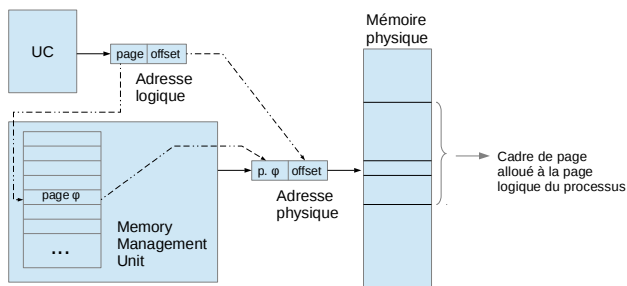 UC
page offset
Adresse
logique
Mémoire
physique
page φ
...
Memory
Management
Unit
p. φ offset
Adresse
physique
Cadre de page
alloué à la page
logique du processus